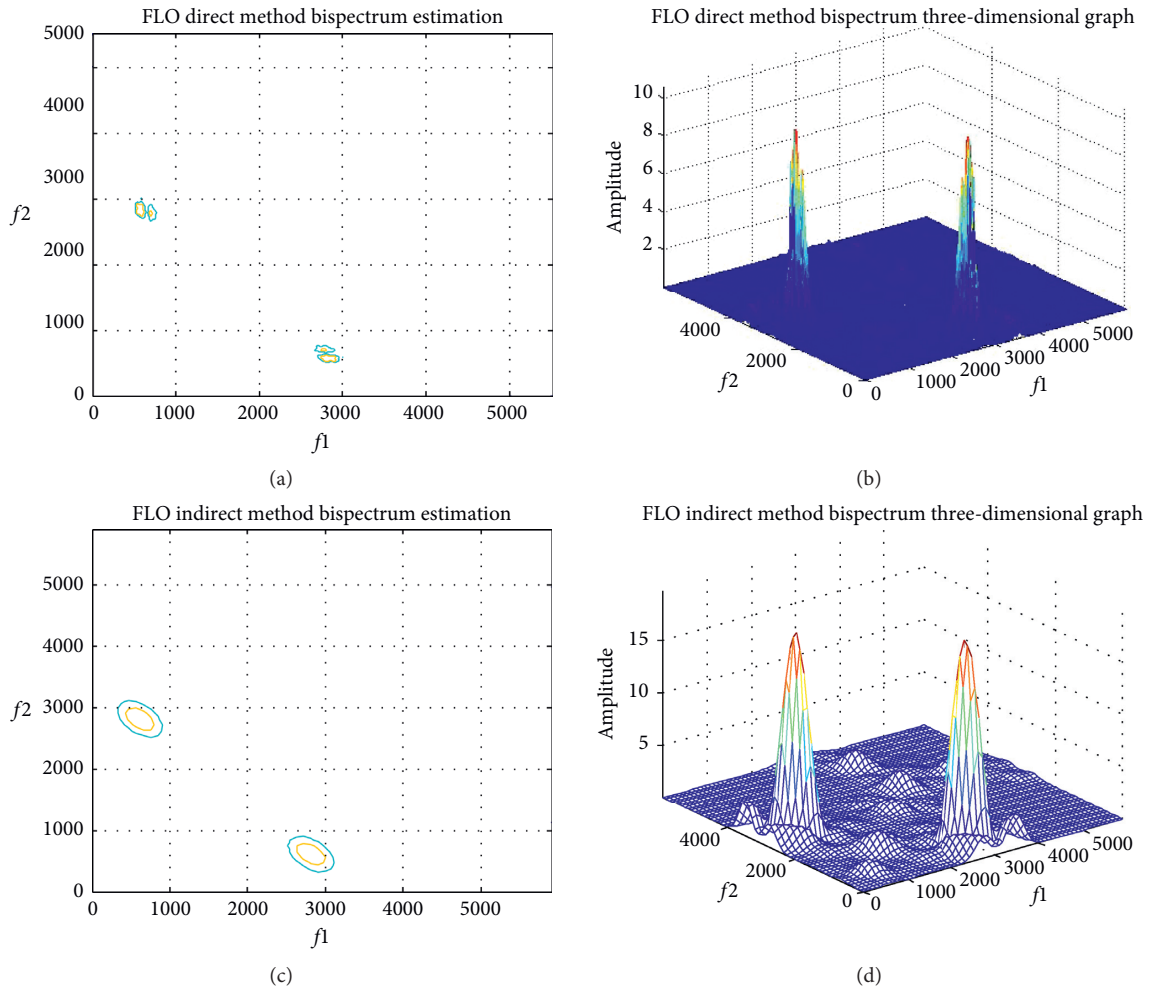 FLO direct method bispectrum estimation
5000
4000
3000
f2
2000
1000
0
0 1000 2000 3000 4000 5000
f1
(a)
FLO direct method bispectrum three-dimensional graph
10
8
6
4
2
Amplitude
4000
2000
0
f2
0
1000
2000
3000
4000
5000
f1
(b)
FLO indirect method bispectrum estimation
5000
4000
f2 3000
2000
1000
0
0 1000 2000 3000 4000 5000
f1
(c)
FLO indirect method bispectrum three-dimensional graph
15
10
5
Amplitude
4000
2000
0
f2
0
1000
2000
3000
4000
5000
f1
(d)